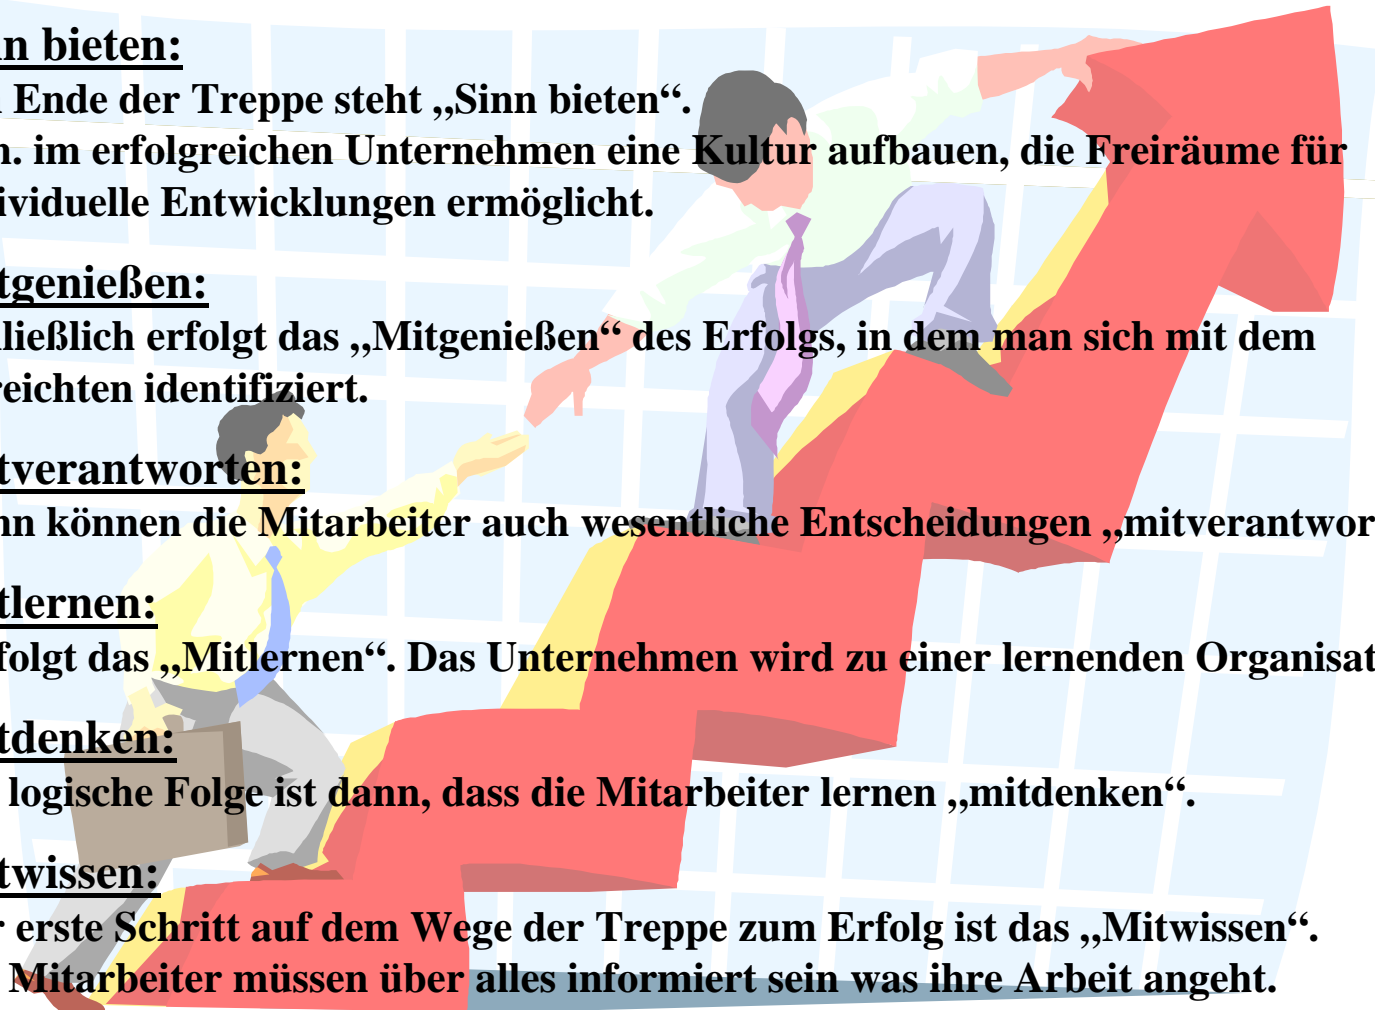 nn bieten:
n Ende der Treppe steht „Sinn bieten“.
h. im erfolgreichen Unternehmen eine Kultur aufbauen, die Freiräume für
ividuelle Entwicklungen ermöglicht.
tgenießen:
ließlich erfolgt das „Mitgenießen“ des Erfolgs, in dem man sich mit dem
reichten identifiziert.
tverantworten:
nn können die Mitarbeiter auch wesentliche Entscheidungen „mitverantwor
tlernen:
folgt das „Mitlernen“. Das Unternehmen wird zu einer lernenden Organisat
tdenken:
logische Folge ist dann, dass die Mitarbeiter lernen „mitdenken“.
twissen:
r erste Schritt auf dem Wege der Treppe zum Erfolg ist das „Mitwissen“.
Mitarbeiter müssen über alles informiert sein was ihre Arbeit angeht.